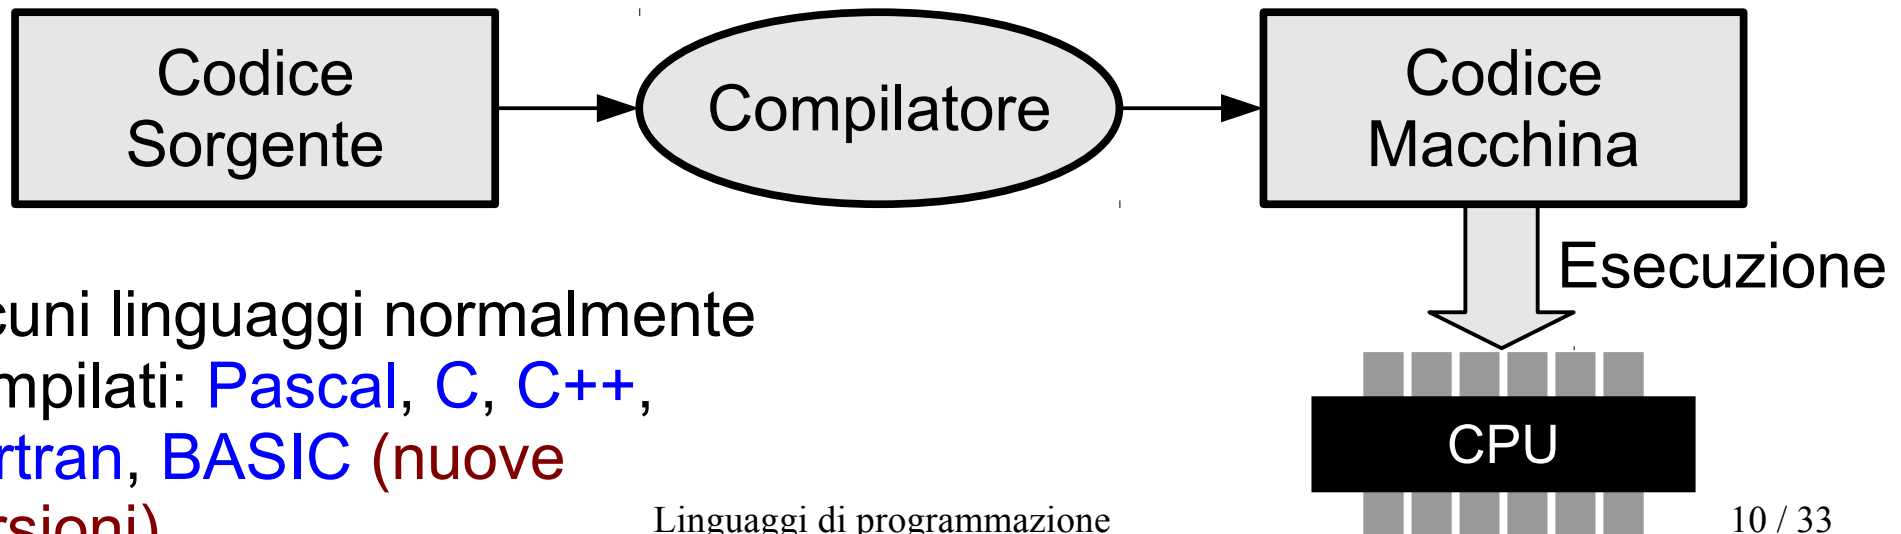 Codice
Sorgente
Compilatore
Codice
Macchina
Esecuzione
cuni linguaggi normalmente
mpilati: Pascal, C, C++,
rtran, BASIC (nuove
rsioni)
CPU
Linguaggi di programmazione
10 / 33